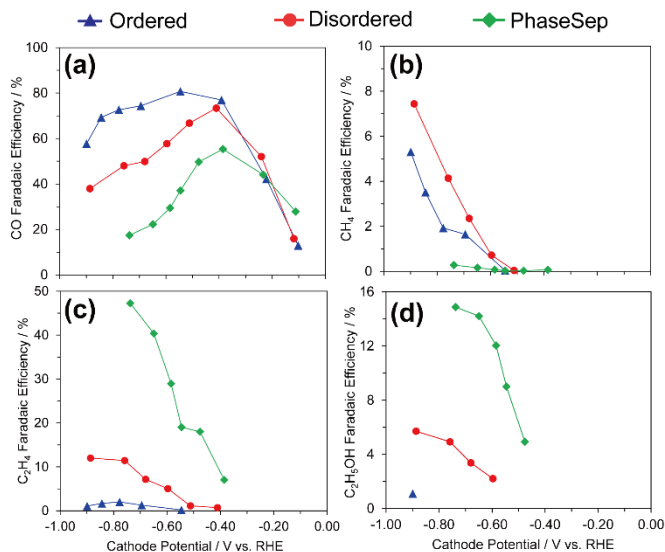 Ordered Disordered PhaseSep
(a)
CO Faradaic Efficiency / %
100
80
60
40
20
0
(b)
CH₄ Faradaic Efficiency / %
10
8
6
4
2
0
(c)
C₂H₄ Faradaic Efficiency / %
50
40
30
20
10
0
-1.00 -0.80 -0.60 -0.40 -0.20 0.00
Cathode Potential / V vs. RHE
(d)
C₂H₅OH Faradaic Efficiency / %
16
12
8
4
0
-1.00 -0.80 -0.60 -0.40 -0.20 0.00
Cathode Potential / V vs. RHE